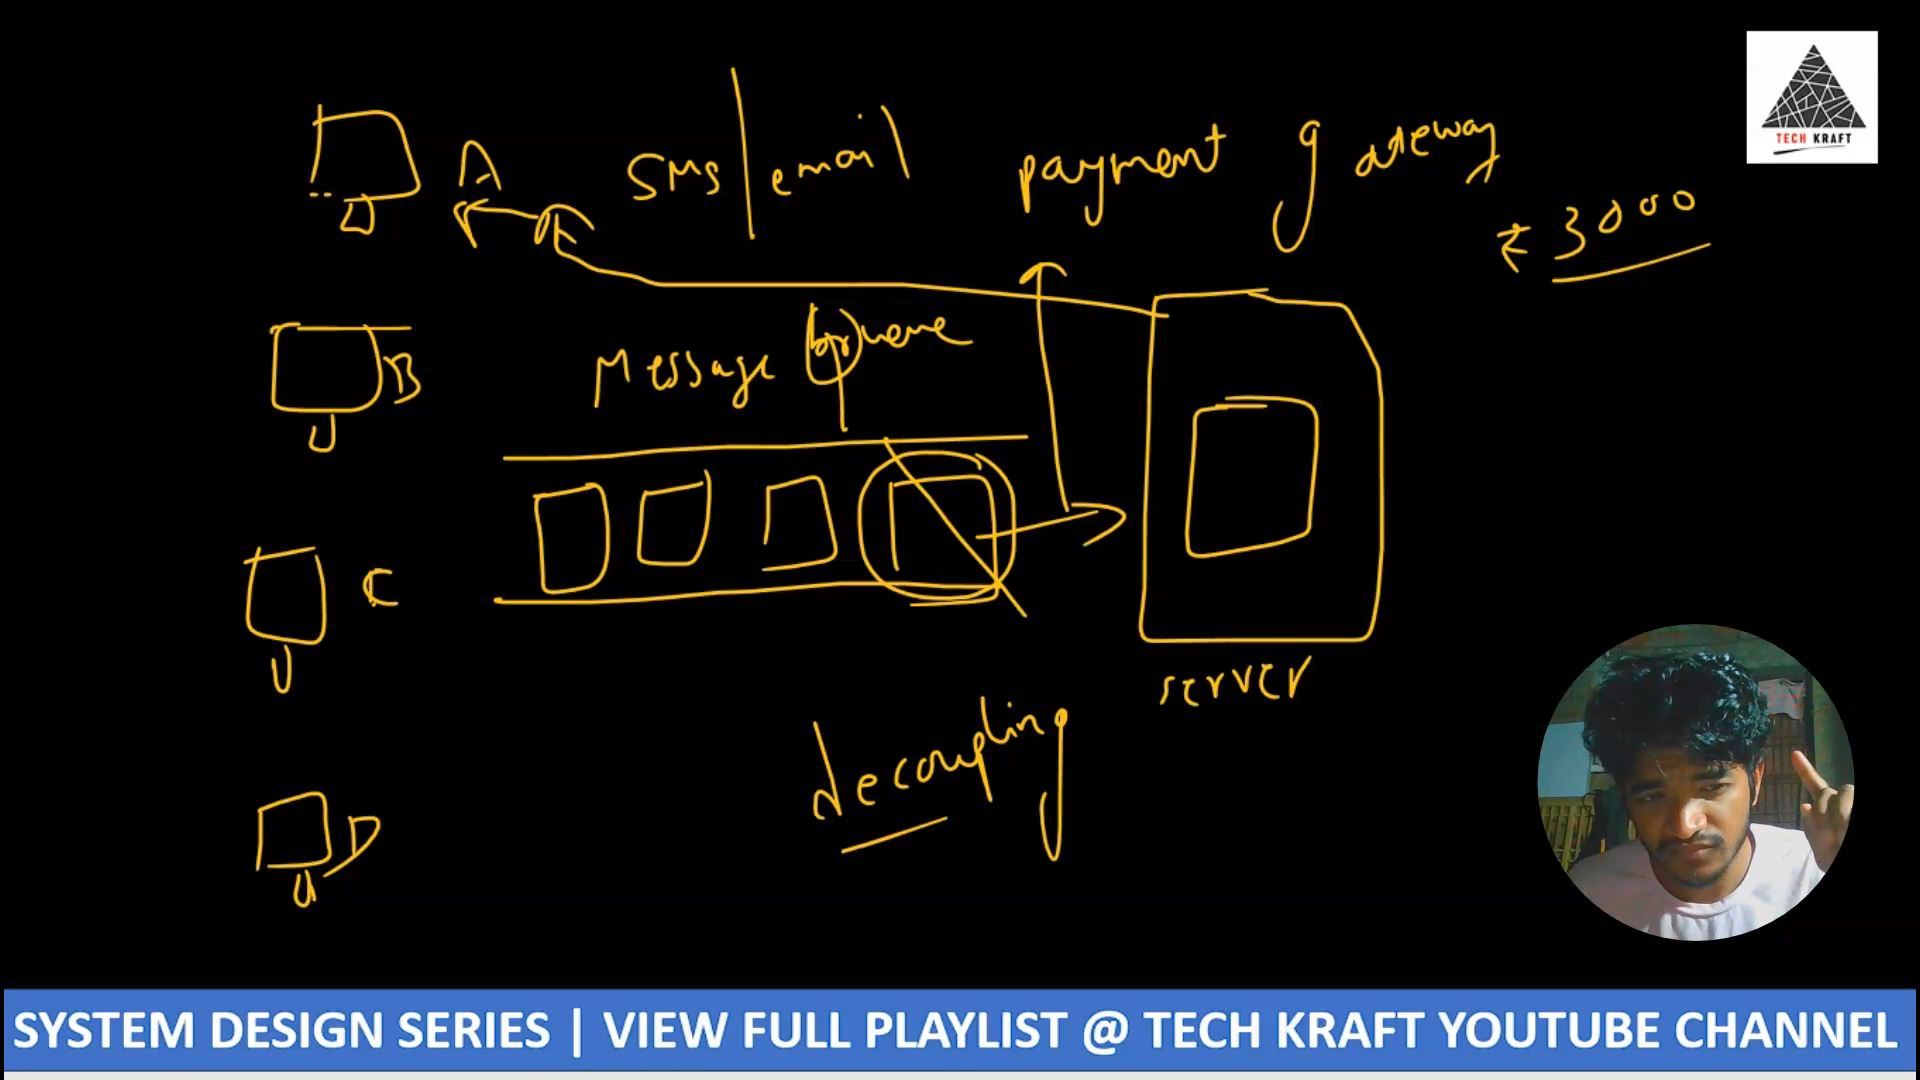 TECH KRAFT
A SMS | email payment gateway
₹ 3000
B Message queue
C
server
decoupling
D
SYSTEM DESIGN SERIES | VIEW FULL PLAYLIST @ TECH KRAFT YOUTUBE CHANNEL